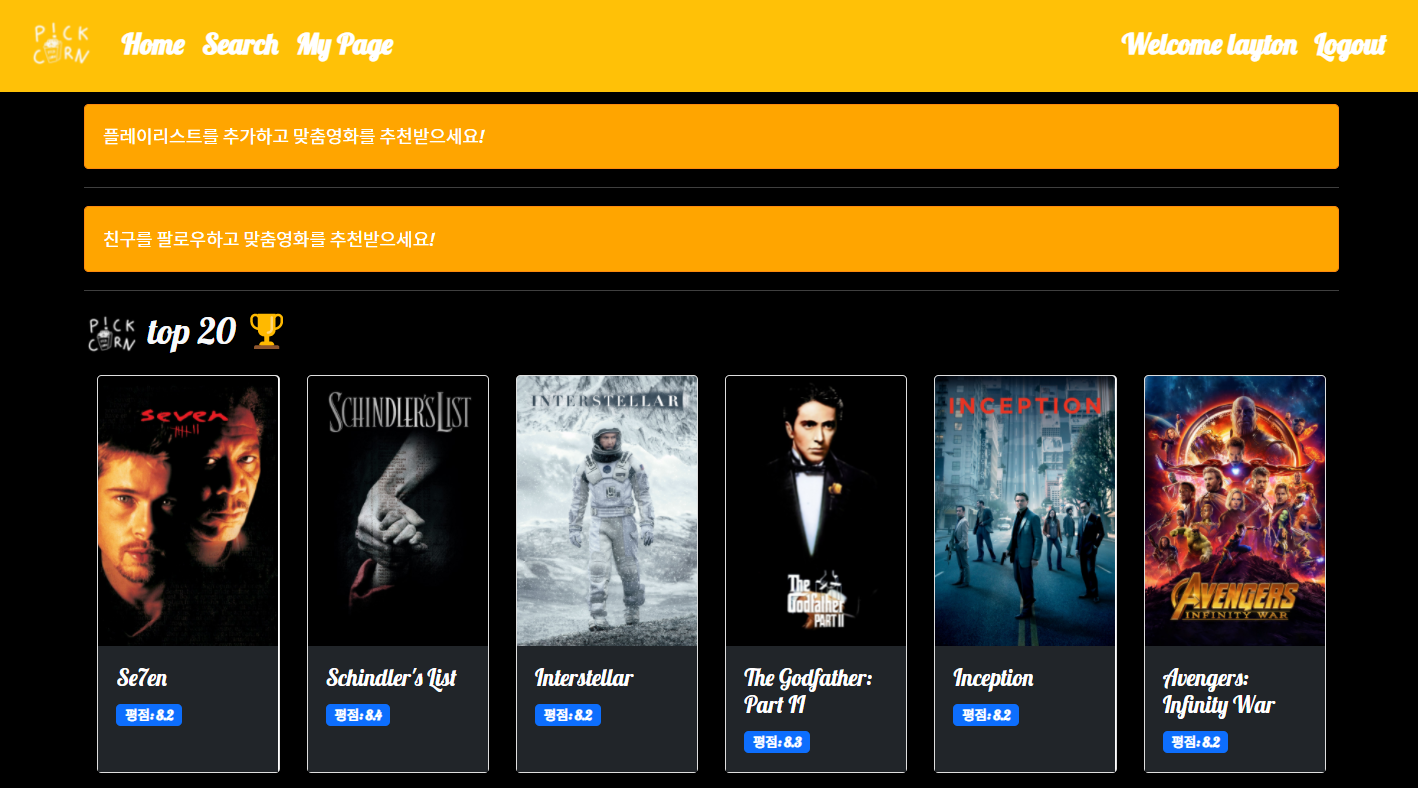 P!CK
CORN
Home Search My Page
Welcome layton Logout
플레이리스트를 추가하고 맞춤영화를 추천받으세요!
친구를 팔로우하고 맞춤영화를 추천받으세요!
P!CK
CORN
top 20
SEVEN
SCHINDLER'S LIST
INTERSTELLAR
The
Godfather
PART II
INCEPTION
AVENGERS
INFINITY WAR
Se7en
평점: 8.2
Schindler's List
평점: 8.4
Interstellar
평점: 8.2
The Godfather:
Part II
평점: 8.3
Inception
평점: 8.2
Avengers:
Infinity War
평점: 8.2